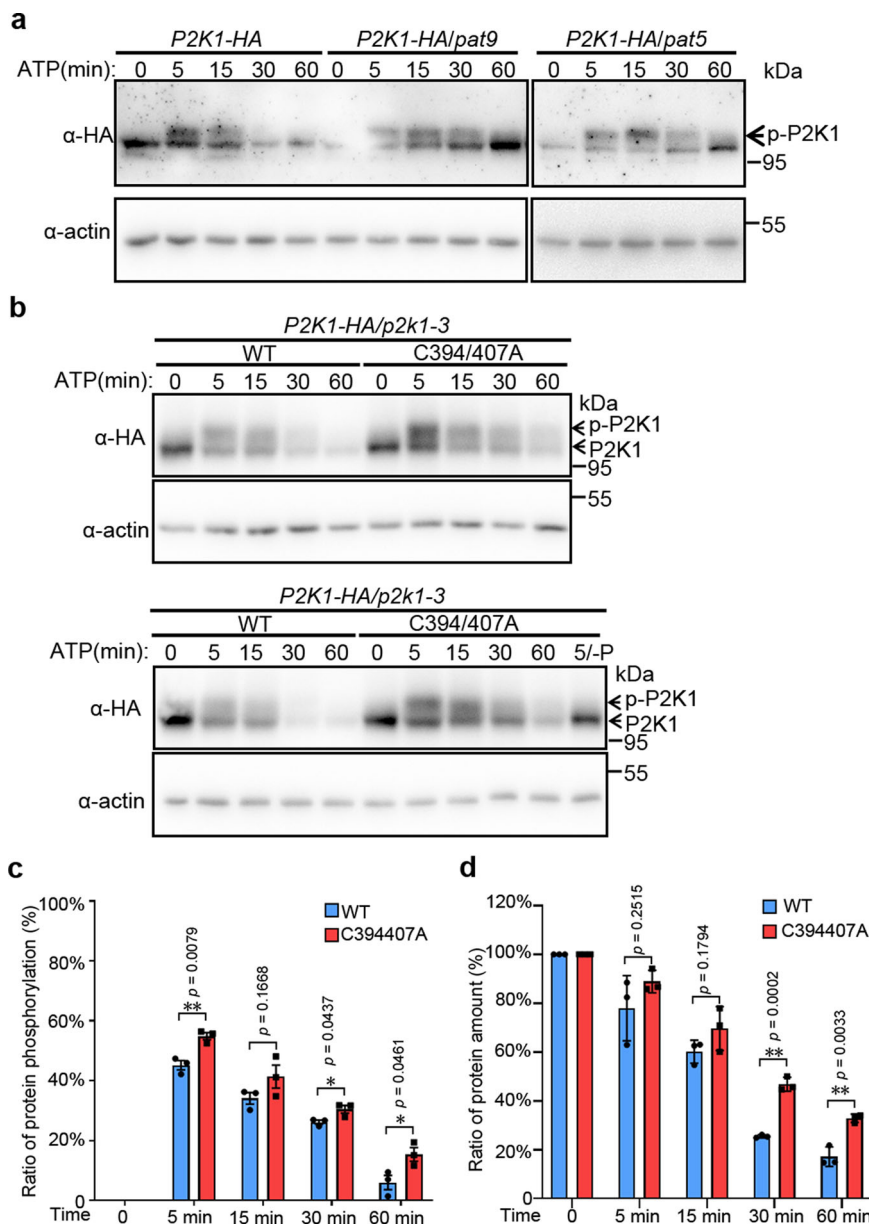 a
P2K1-HA P2K1-HA/pat9 P2K1-HA/pat5
ATP(min): 0 5 15 30 60 0 5 15 30 60 0 5 15 30 60 kDa
α-HA p-P2K1
95
α-actin 55
b
P2K1-HA/p2k1-3
WT C394/407A
ATP(min): 0 5 15 30 60 0 5 15 30 60
kDa
α-HA p-P2K1
P2K1
95
α-actin 55
P2K1-HA/p2k1-3
WT C394/407A
ATP(min): 0 5 15 30 60 0 5 15 30 60 5/-P
kDa
α-HA p-P2K1
P2K1
95
α-actin 55
c
Ratio of protein phosphorylation (%)
100%
80%
60%
40%
20%
0
WT
C394407A
** p = 0.0079
p = 0.1668
* p = 0.0437
* p = 0.0461
Time 0 5 min 15 min 30 min 60 min
d
Ratio of protein amount (%)
120%
100%
80%
60%
40%
20%
0
WT
C394407A
p = 0.2515
p = 0.1794
** p = 0.0002
** p = 0.0033
Time 0 5 min 15 min 30 min 60 min